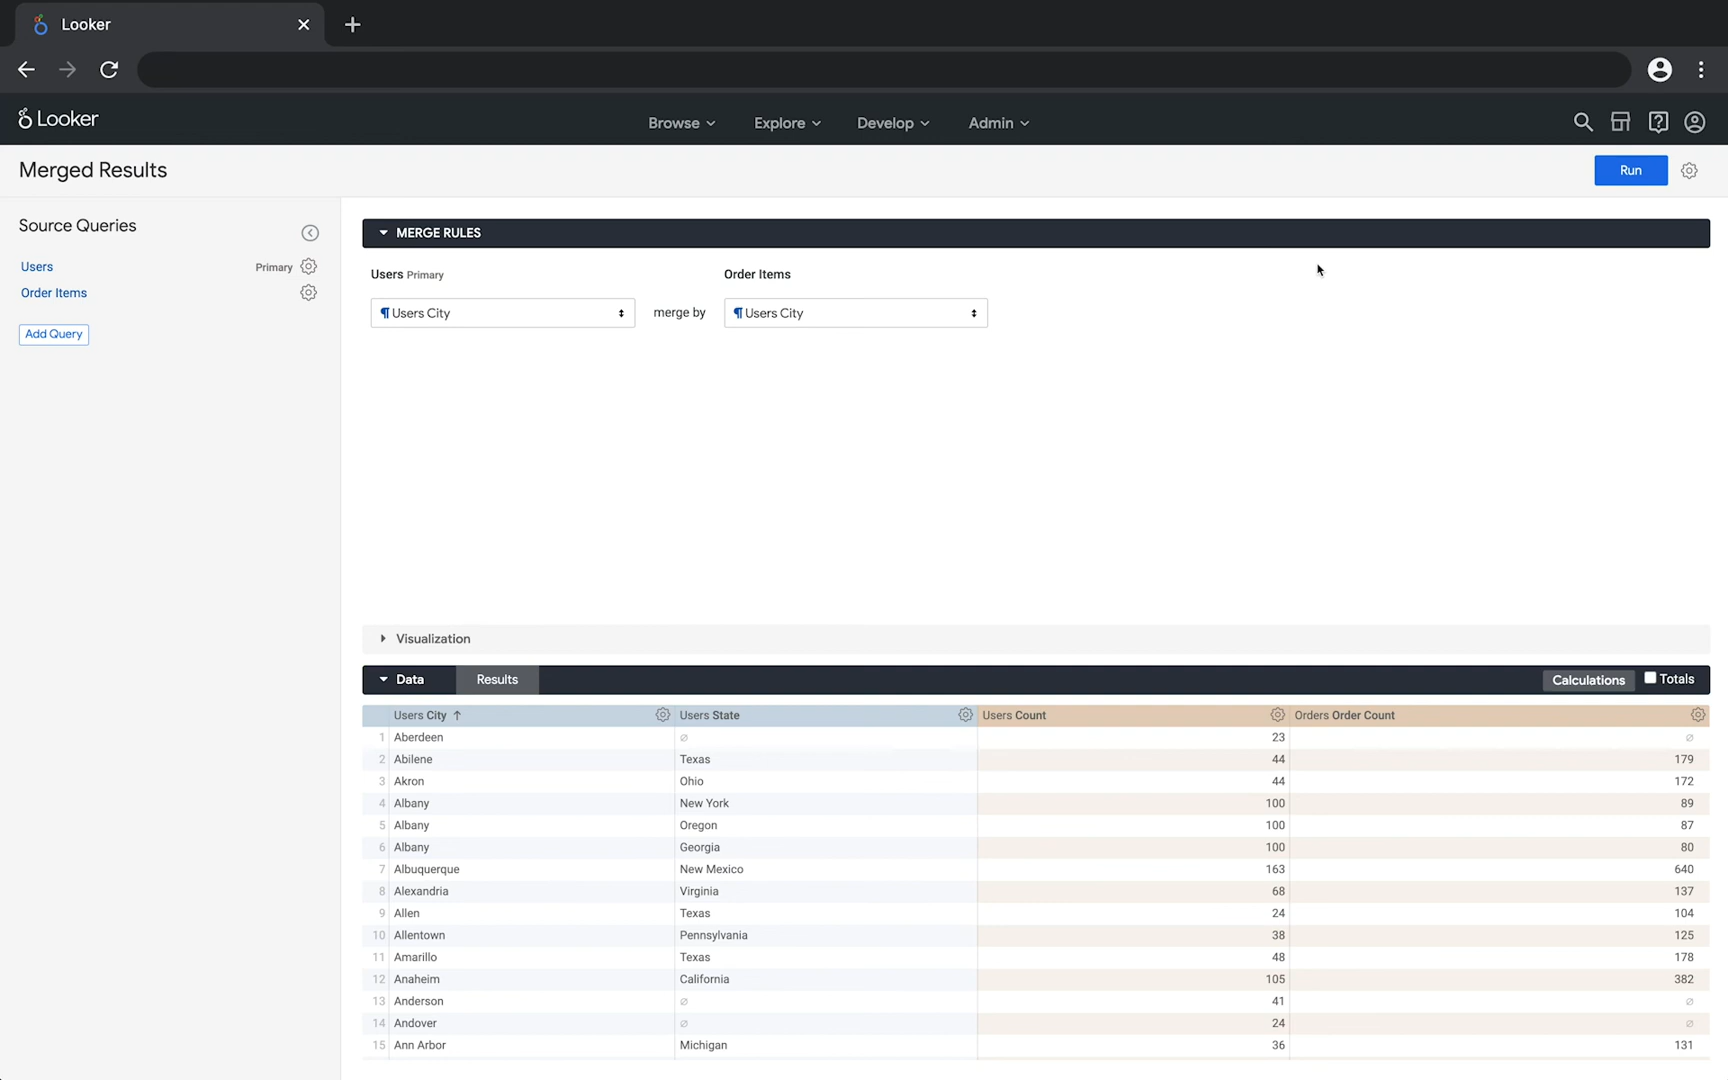 Looker
Looker
Browse
Explore
Develop
Admin
Merged Results
Run
Source Queries
Users
Primary
Order Items
Add Query
MERGE RULES
Users Primary
Order Items
¶ Users City
merge by
¶ Users City
Visualization
Data
Results
Calculations
Totals
Users City ↑ Users State Users Count Orders Order Count
1 Aberdeen ∅ 23 ∅
2 Abilene Texas 44 179
3 Akron Ohio 44 172
4 Albany New York 100 89
5 Albany Oregon 100 87
6 Albany Georgia 100 80
7 Albuquerque New Mexico 163 640
8 Alexandria Virginia 68 137
9 Allen Texas 24 104
10 Allentown Pennsylvania 38 125
11 Amarillo Texas 48 178
12 Anaheim California 105 382
13 Anderson ∅ 41 ∅
14 Andover ∅ 24 ∅
15 Ann Arbor Michigan 36 131